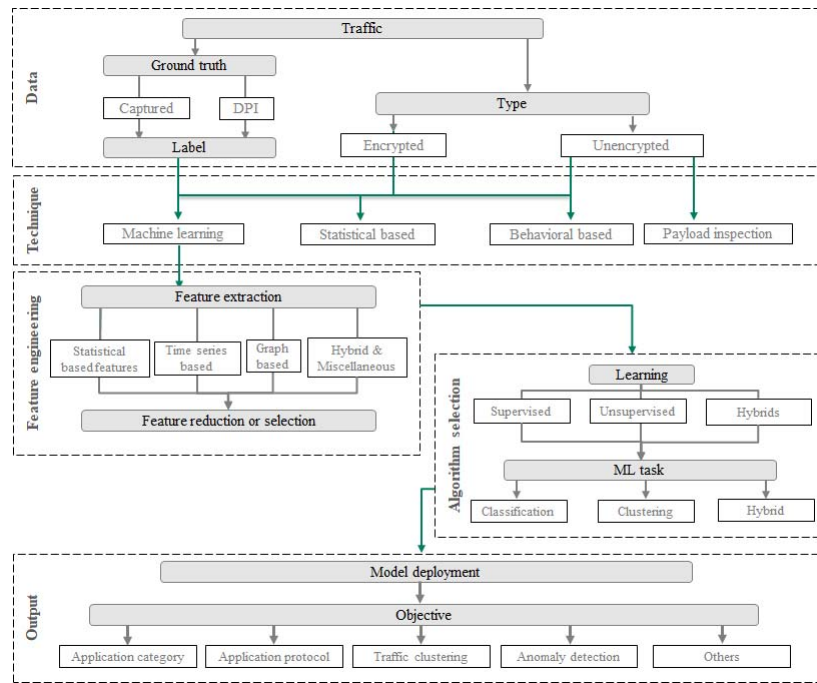 Traffic
Ground truth
Captured
DPI
Type
Label
Encrypted
Unencrypted
Data
Machine learning
Statistical based
Behavioral based
Payload inspection
Technique
Feature extraction
Statistical
based features
Time series
based
Graph
based
Hybrid &
Miscellaneous
Feature reduction or selection
Feature engineering
Learning
Supervised
Unsupervised
Hybrids
ML task
Classification
Clustering
Hybrid
Algorithm selection
Model deployment
Objective
Application category
Application protocol
Traffic clustering
Anomaly detection
Others
Output